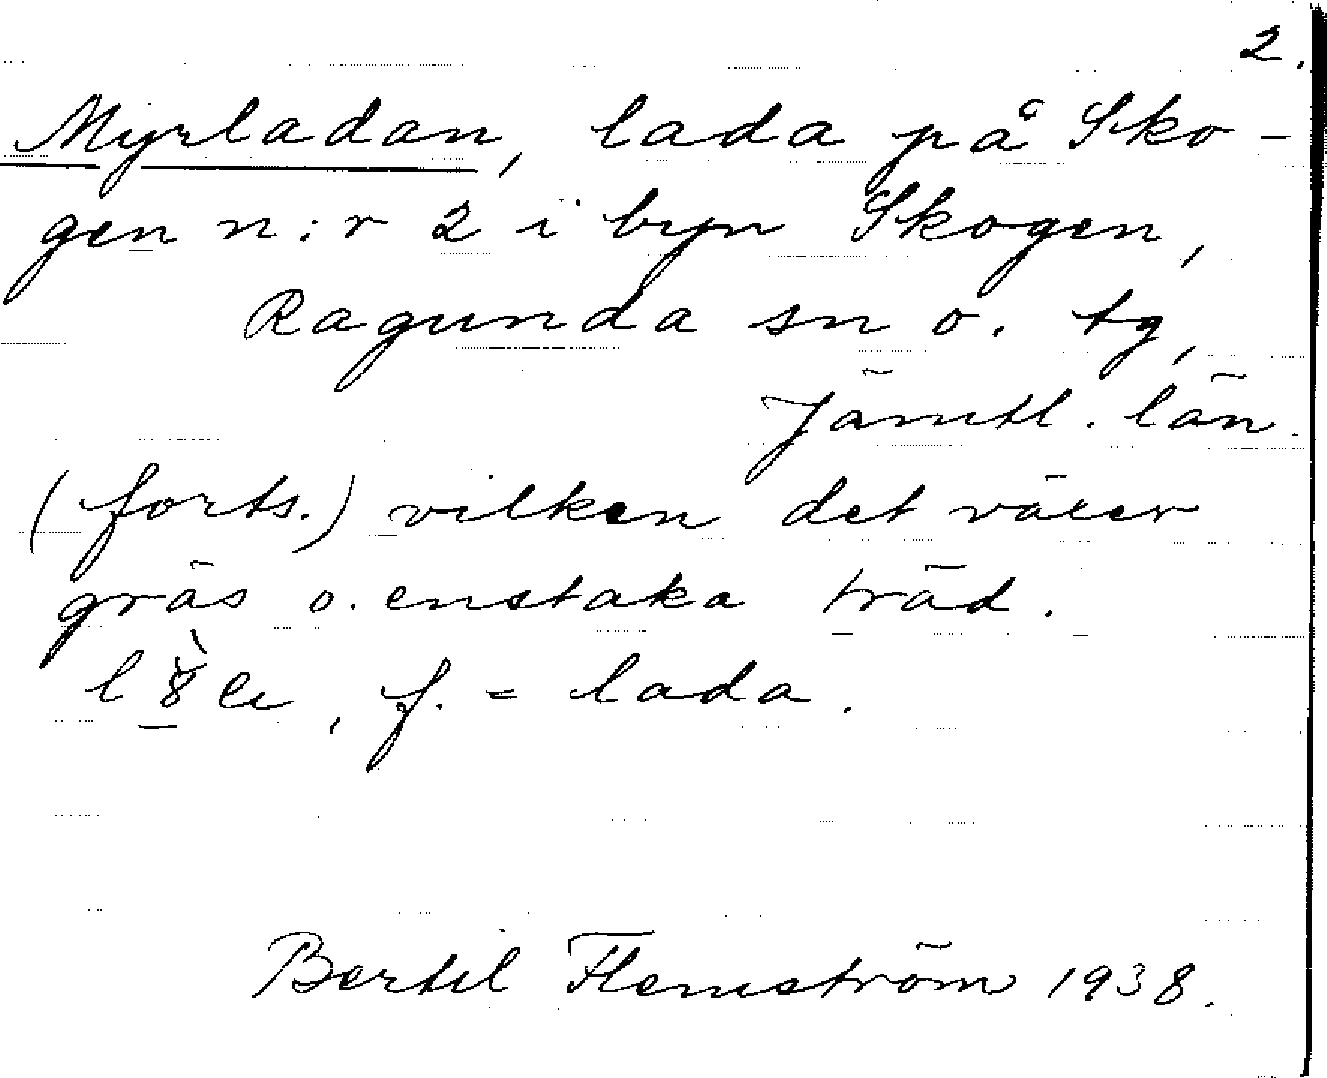 2.
Myrladan, lada på Sko-
gen n:r 2 i byn Skogen,
Ragunda sn o. tg,
Jämtl. län.
(forts.) vilken det växer
gräs o. enstaka träd.
f. = lada.
Bertil Flemström 1938.